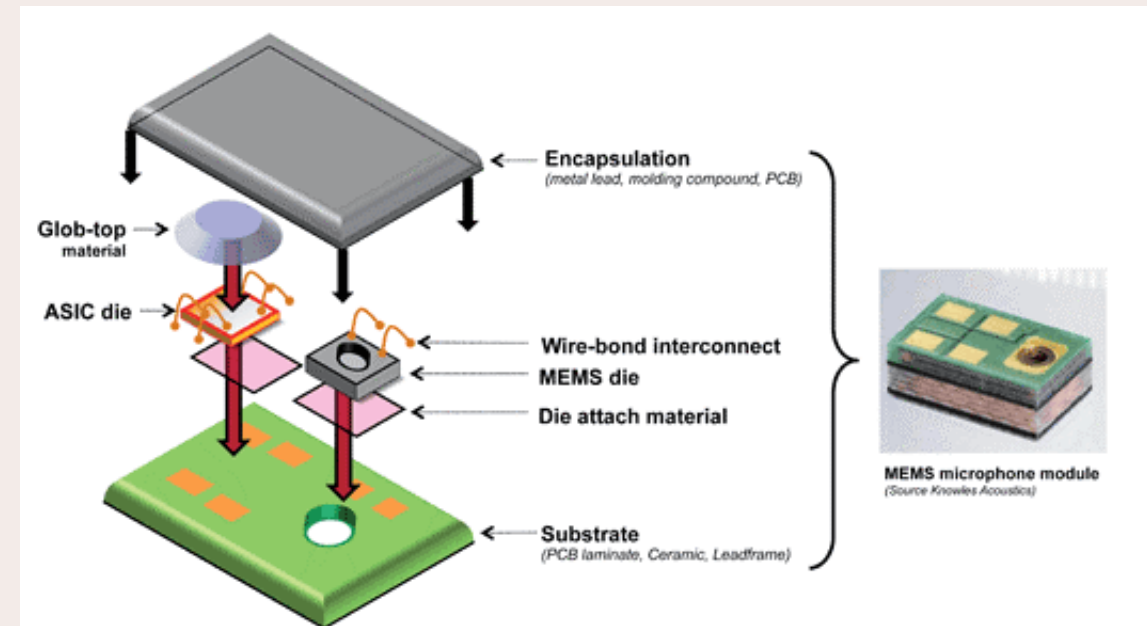 Encapsulation
(metal lead, molding compound, PCB)
Glob-top
material
ASIC die
Wire-bond interconnect
MEMS die
Die attach material
Substrate
(PCB laminate, Ceramic, Leadframe)
MEMS microphone module
(Source Knowles Acoustics)